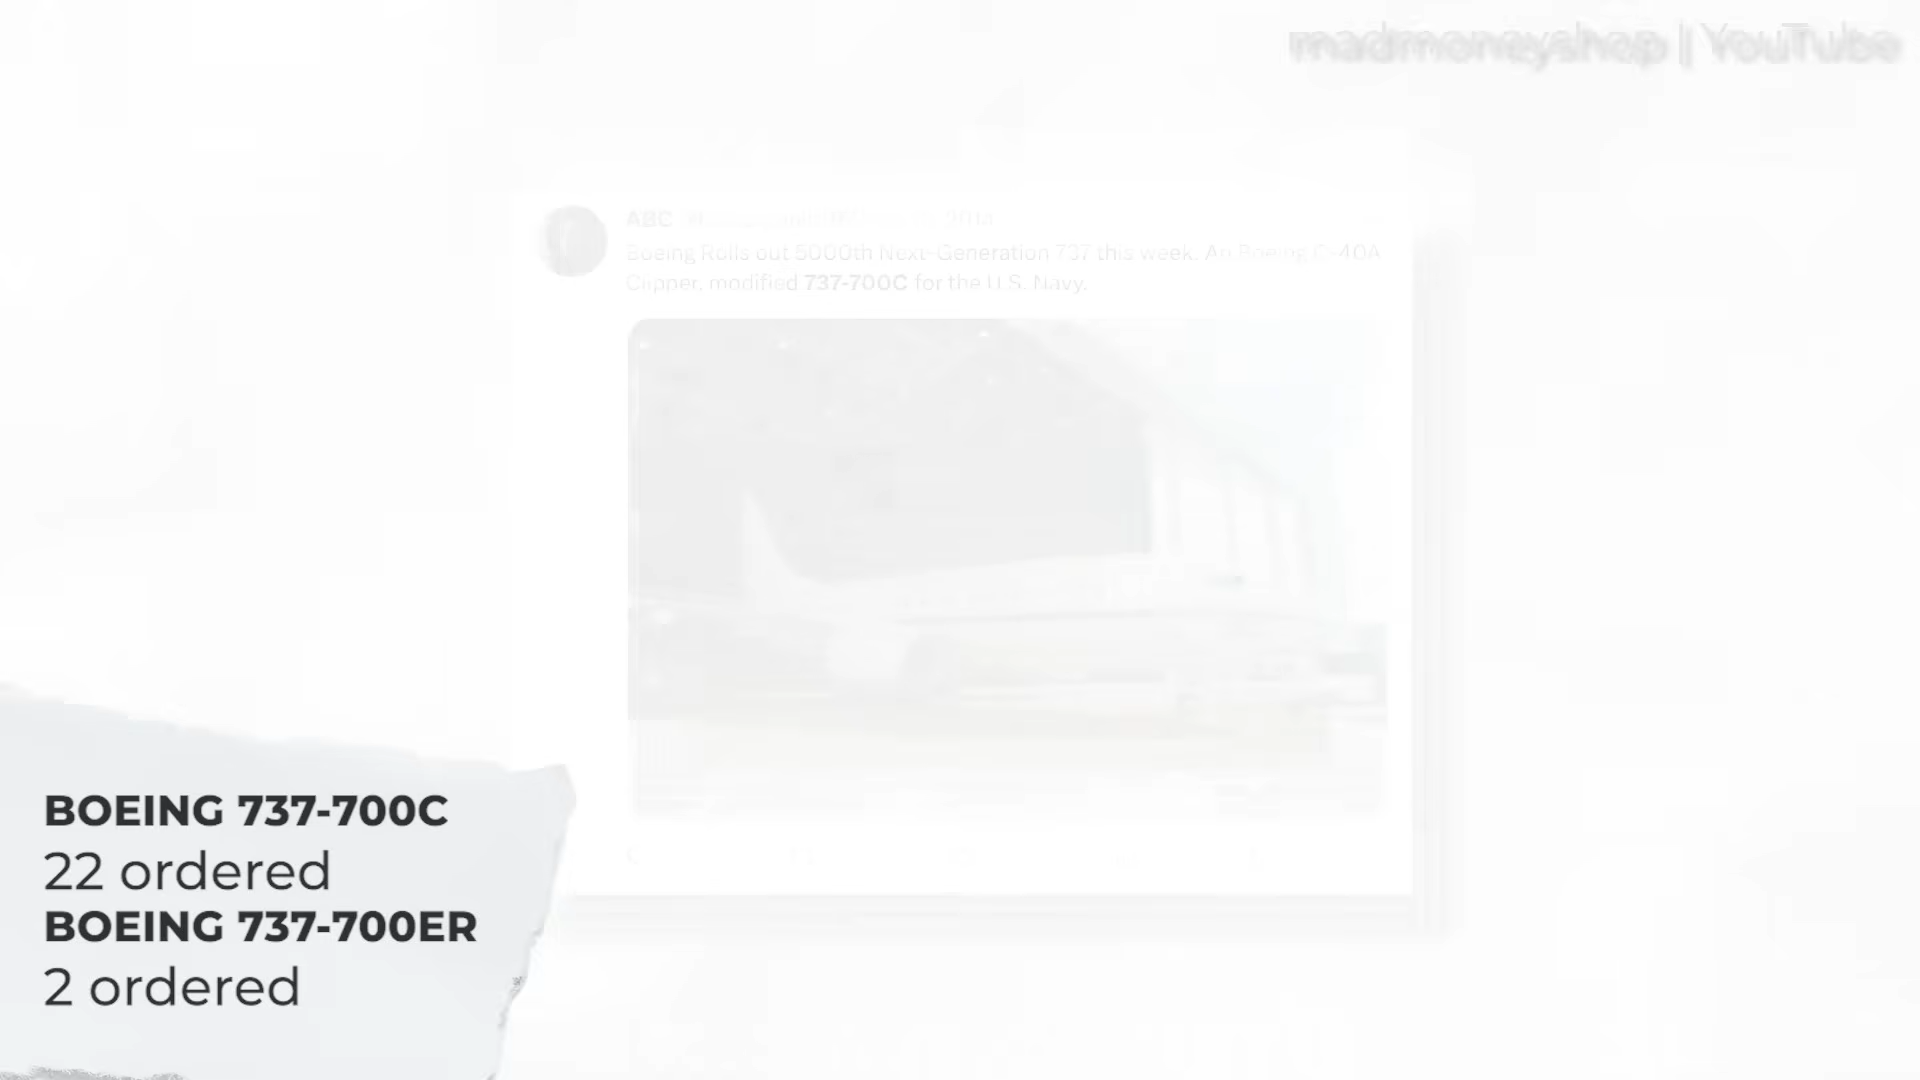 madmoneyshop | YouTube
ABC
Boeing Rolls out 5000th Next-Generation 737 this week. An Boeing C-40A
Clipper, modified 737-700C for the U.S. Navy.
BOEING 737-700C
22 ordered
BOEING 737-700ER
2 ordered